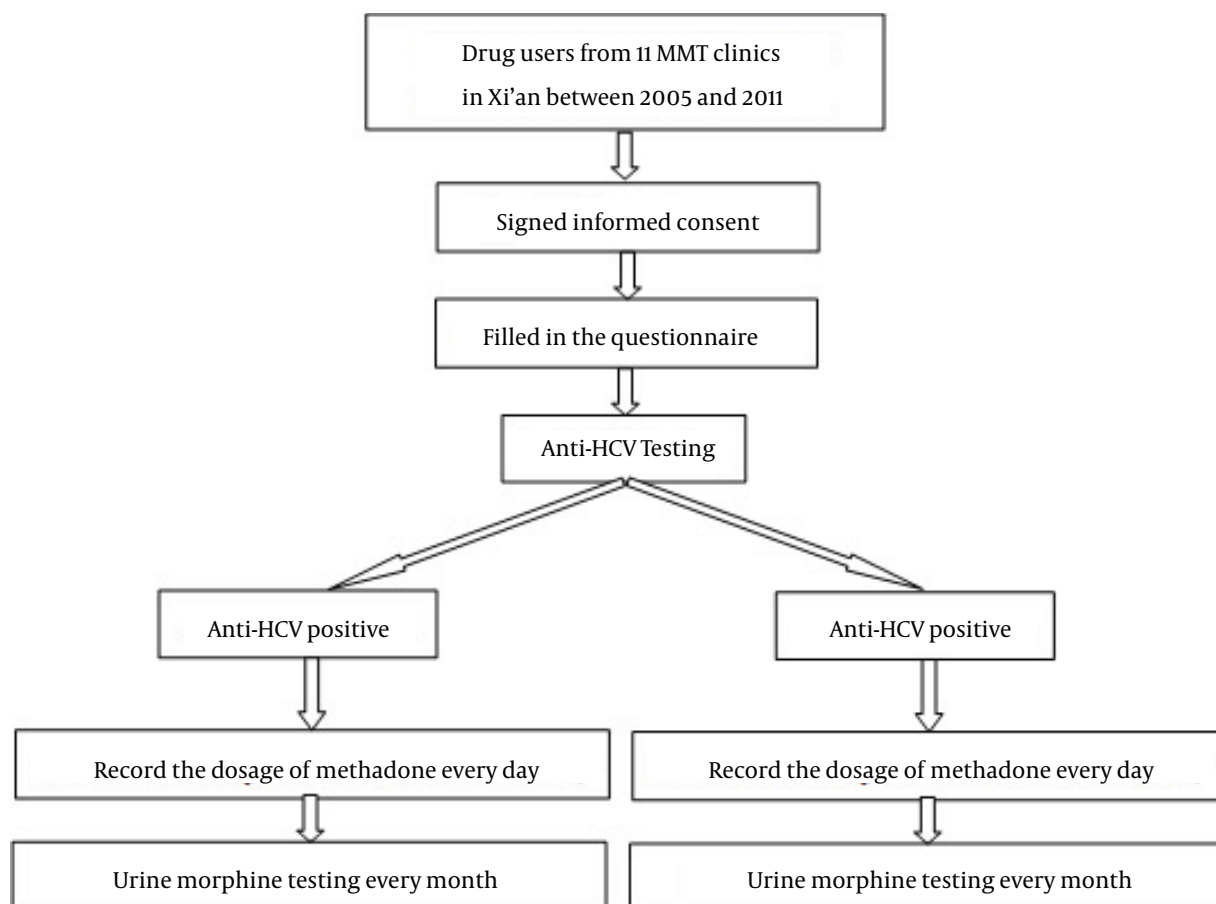 Drug users from 11 MMT clinics
in Xi’an between 2005 and 2011
Signed informed consent
Filled in the questionnaire
Anti-HCV Testing
Anti-HCV positive
Anti-HCV positive
Record the dosage of methadone every day
Record the dosage of methadone every day
Urine morphine testing every month
Urine morphine testing every month